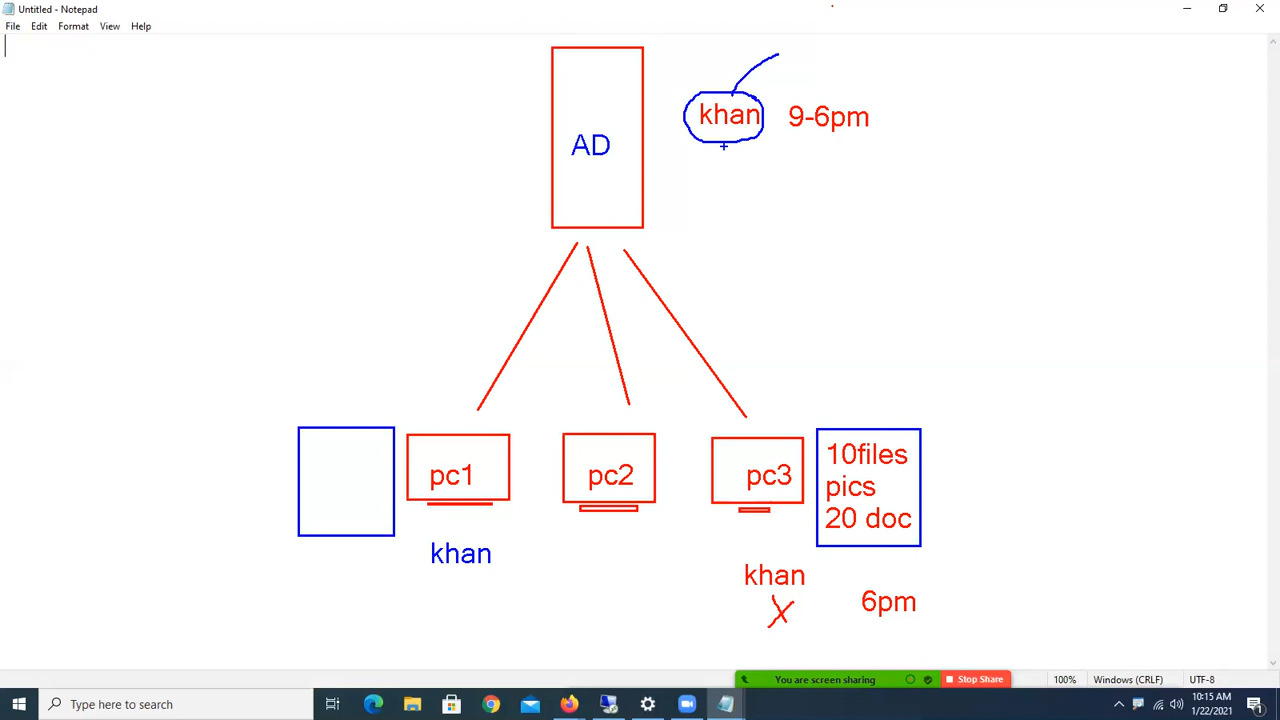 Untitled - Notepad
File Edit Format View Help
khan 9-6pm
AD
pc1 pc2 pc3
10files
pics
20 doc
khan
khan
X
6pm
You are screen sharing
Stop Share
100% Windows (CRLF) UTF-8
Type here to search
10:15 AM
1/22/2021
1